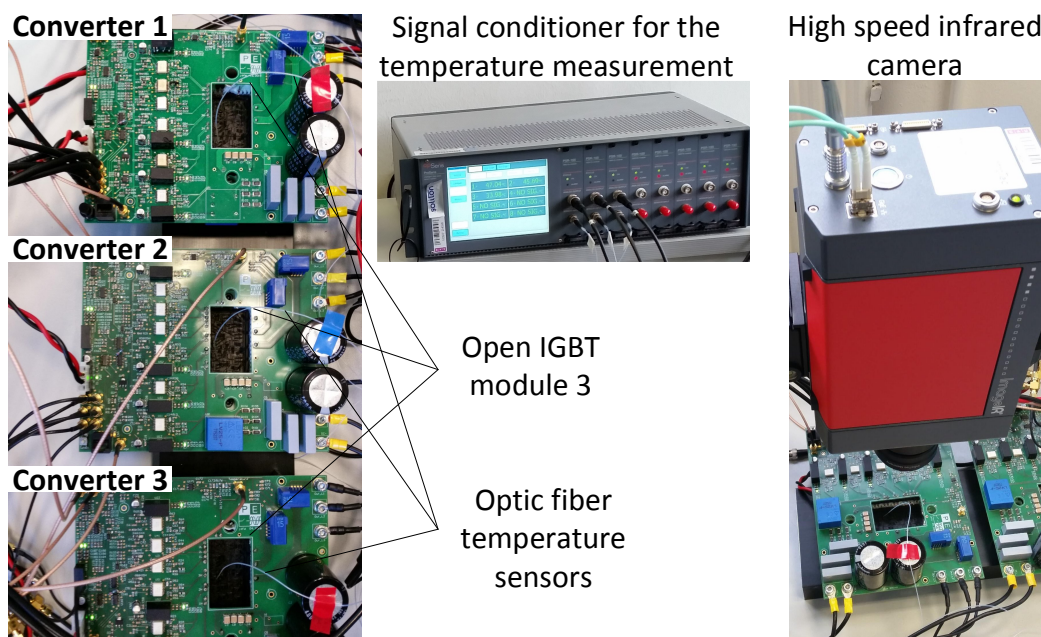 Converter 1
Signal conditioner for the
temperature measurement
High speed infrared
camera
Converter 2
Open IGBT
module 3
Converter 3
Optic fiber
temperature
sensors
ImageIR
P E